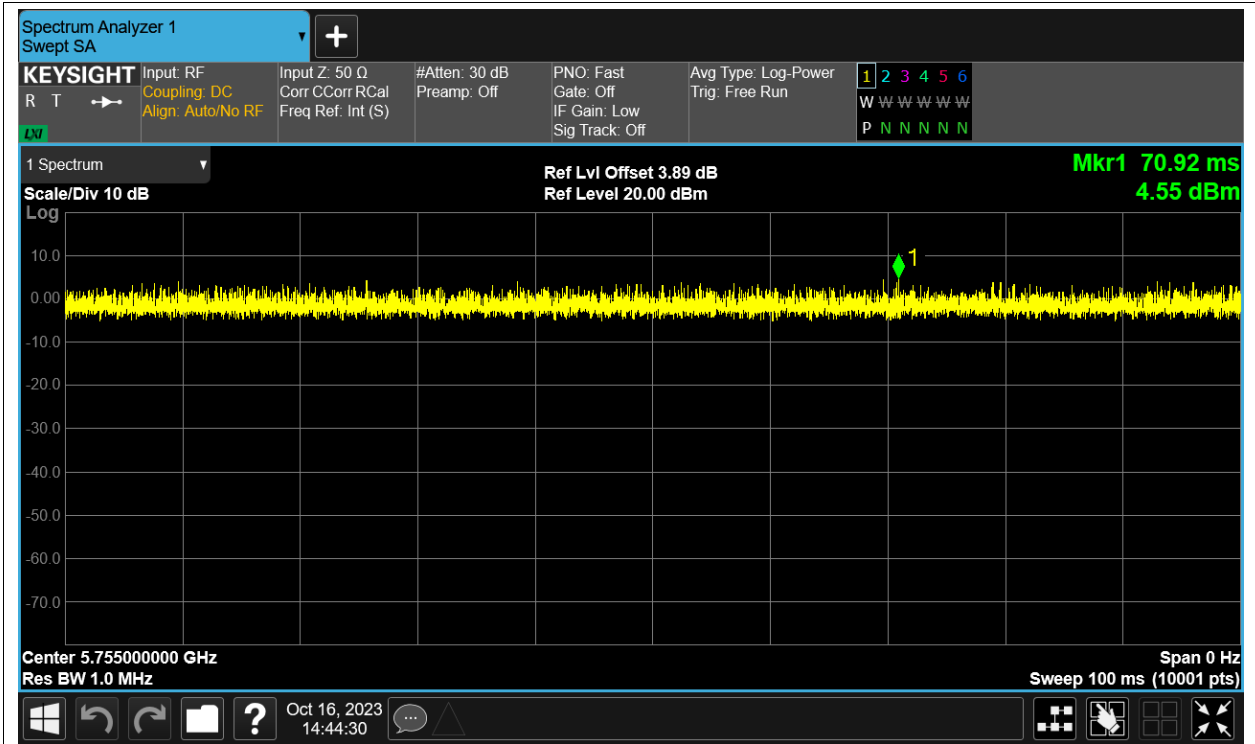 Spectrum Analyzer 1
Swept SA
KEYSIGHT
R T
LXI
Input: RF
Coupling: DC
Align: Auto/No RF
Input Z: 50 Ω
Corr CCorr RCal
Freq Ref: Int (S)
#Atten: 30 dB
Preamp: Off
PNO: Fast
Gate: Off
IF Gain: Low
Sig Track: Off
Avg Type: Log-Power
Trig: Free Run
1 2 3 4 5 6
W W W W W W
P N N N N N
1 Spectrum
Scale/Div 10 dB
Log
Ref Lvl Offset 3.89 dB
Ref Level 20.00 dBm
Mkr1 70.92 ms
4.55 dBm
1
10.0
0.00
-10.0
-20.0
-30.0
-40.0
-50.0
-60.0
-70.0
Center 5.755000000 GHz
Res BW 1.0 MHz
Span 0 Hz
Sweep 100 ms (10001 pts)
?
Oct 16, 2023
14:44:30